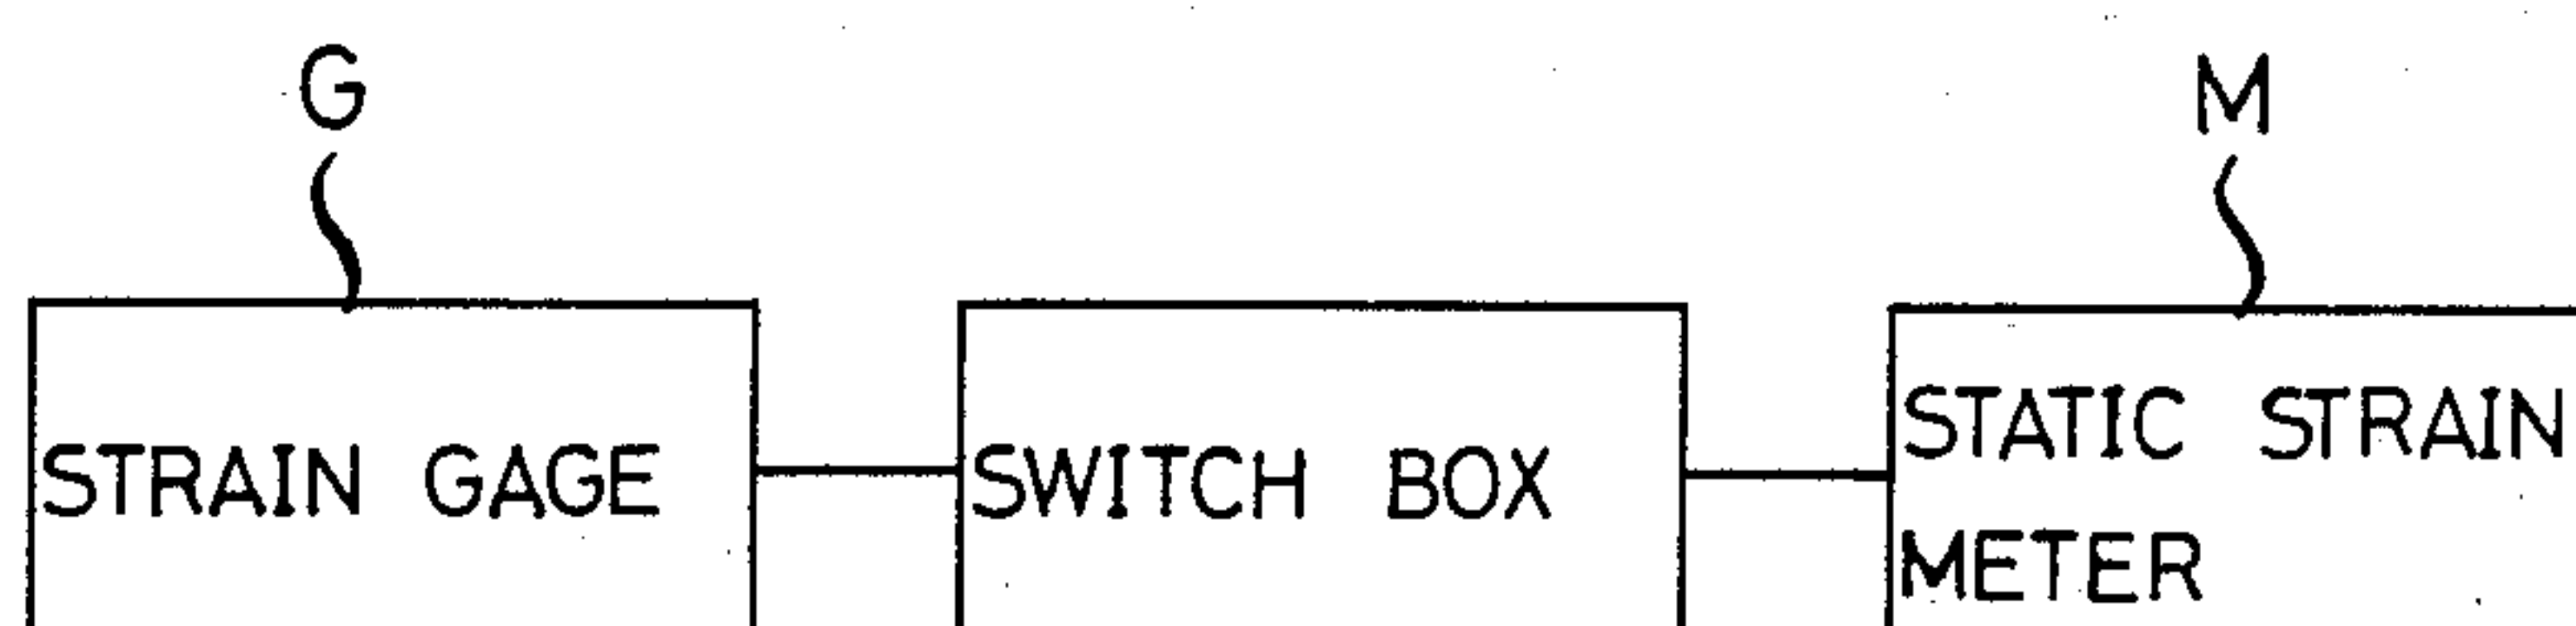 G
M
STRAIN GAGE
SWITCH BOX
STATIC STRAIN
METER